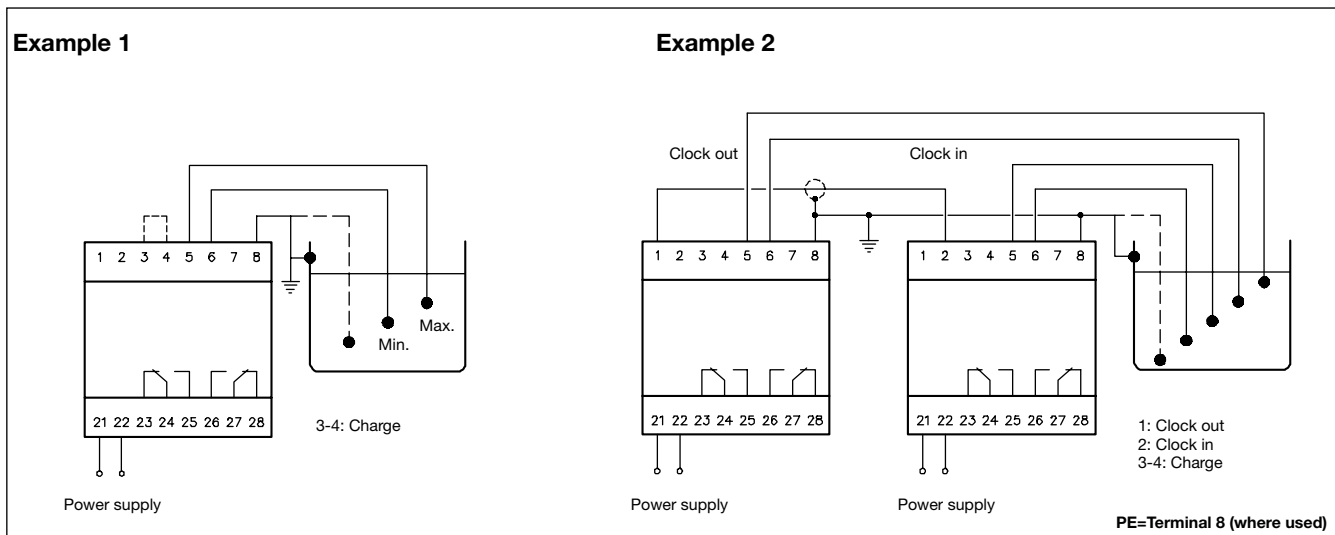 Example 1
Example 2
Clock out
Clock in
1 2 3 4 5 6 7 8
Max.
Min.
21 22 23 24 25 26 27 28
3-4: Charge
Power supply
1 2 3 4 5 6 7 8
1 2 3 4 5 6 7 8
21 22 23 24 25 26 27 28
21 22 23 24 25 26 27 28
1: Clock out
2: Clock in
3-4: Charge
Power supply
Power supply
PE=Terminal 8 (where used)